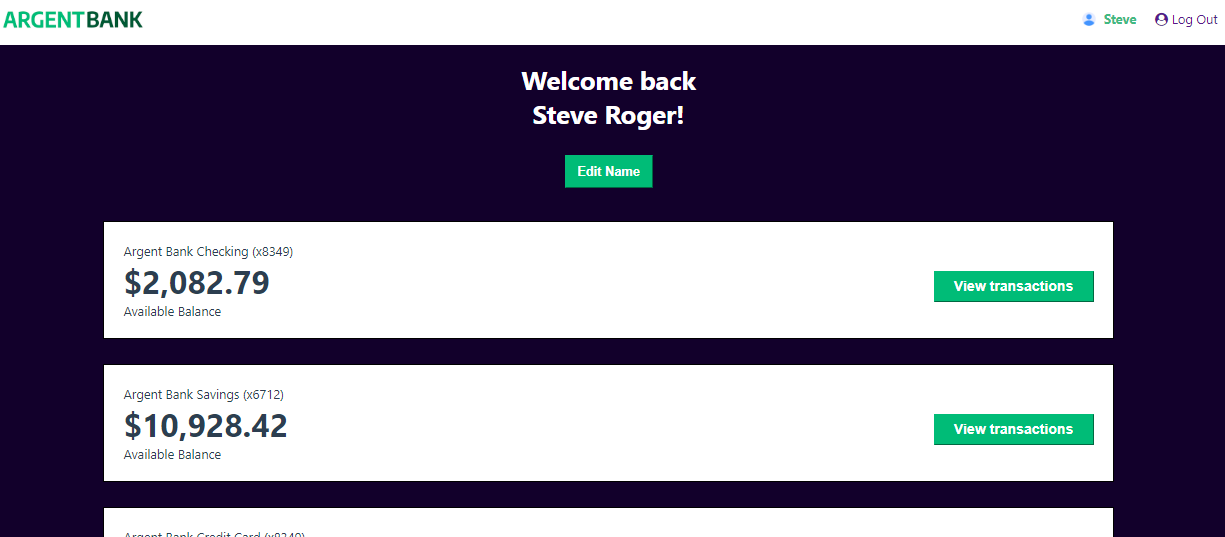 ARGENTBANK
Steve
Log Out
Welcome back
Steve Roger!
Edit Name
Argent Bank Checking (x8349)
$2,082.79
Available Balance
View transactions
Argent Bank Savings (x6712)
$10,928.42
Available Balance
View transactions
Argent Bank Credit Card (x8349)